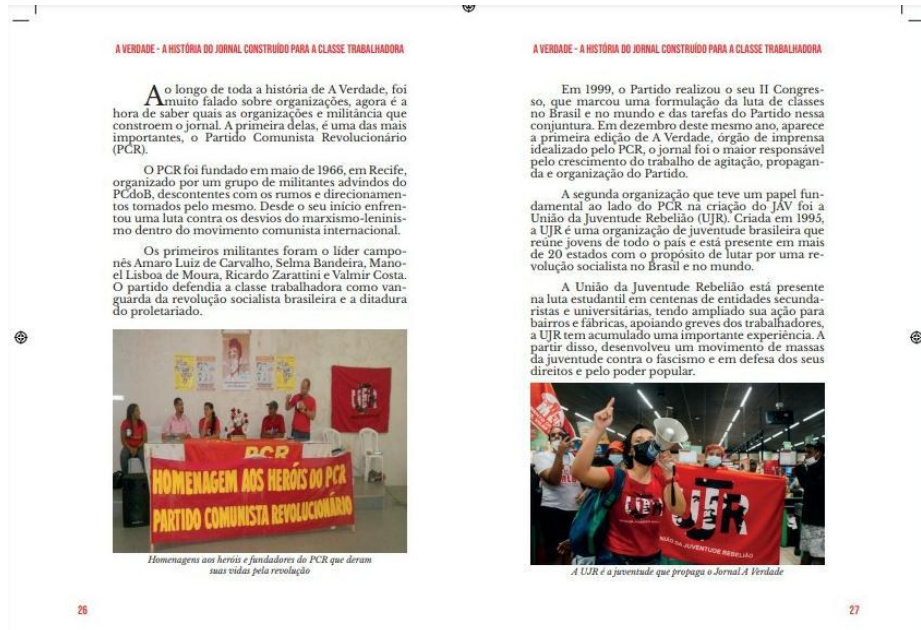 A VERDADE - A HISTÓRIA DO JORNAL CONSTRUÍDO PARA A CLASSE TRABALHADORA
Ao longo de toda a história de A Verdade, foi
muito falado sobre organizações, agora é a
hora de saber quais as organizações e militância que
constroem o jornal. A primeira delas, é uma das mais
importantes, o Partido Comunista Revolucionário
(PCR).
O PCR foi fundado em maio de 1966, em Recife,
organizado por um grupo de militantes advindos do
PCdoB, descontentes com os rumos e direcionamen-
tos tomados pelo mesmo. Desde o seu início enfren-
tou uma luta contra os desvios do marxismo-leninis-
mo dentro do movimento comunista internacional.
Os primeiros militantes foram o líder campo-
nês Amaro Luiz de Carvalho, Selma Bandeira, Mano-
el Lisboa de Moura, Ricardo Zarattini e Valmir Costa.
O partido defendia a classe trabalhadora como van-
guarda da revolução socialista brasileira e a ditadura
do proletariado.
UJR
PCR
HOMENAGEM AOS HERÓIS DO PCR
PARTIDO COMUNISTA REVOLUCIONÁRIO
Homenagens aos heróis e fundadores do PCR que deram
suas vidas pela revolução
26
A VERDADE - A HISTÓRIA DO JORNAL CONSTRUÍDO PARA A CLASSE TRABALHADORA
Em 1999, o Partido realizou o seu II Congres-
so, que marcou uma formulação da luta de classes
no Brasil e no mundo e das tarefas do Partido nessa
conjuntura. Em dezembro deste mesmo ano, aparece
a primeira edição de A Verdade, órgão de imprensa
idealizado pelo PCR, o jornal foi o maior responsável
pelo crescimento do trabalho de agitação, propagan-
da e organização do Partido.
A segunda organização que teve um papel fun-
damental ao lado do PCR na criação do JAV foi a
União da Juventude Rebelião (UJR). Criada em 1995,
a UJR é uma organização de juventude brasileira que
reúne jovens de todo o país e está presente em mais
de 20 estados com o propósito de lutar por uma re-
volução socialista no Brasil e no mundo.
A União da Juventude Rebelião está presente
na luta estudantil em centenas de entidades secunda-
ristas e universitárias, tendo ampliado sua ação para
bairros e fábricas, apoiando greves dos trabalhadores,
a UJR tem acumulado uma importante experiência. A
partir disso, desenvolveu um movimento de massas
da juventude contra o fascismo e em defesa dos seus
direitos e pelo poder popular.
UJR
UJR
UNIÃO DA JUVENTUDE REBELIÃO
A UJR é a juventude que propaga o Jornal A Verdade
27